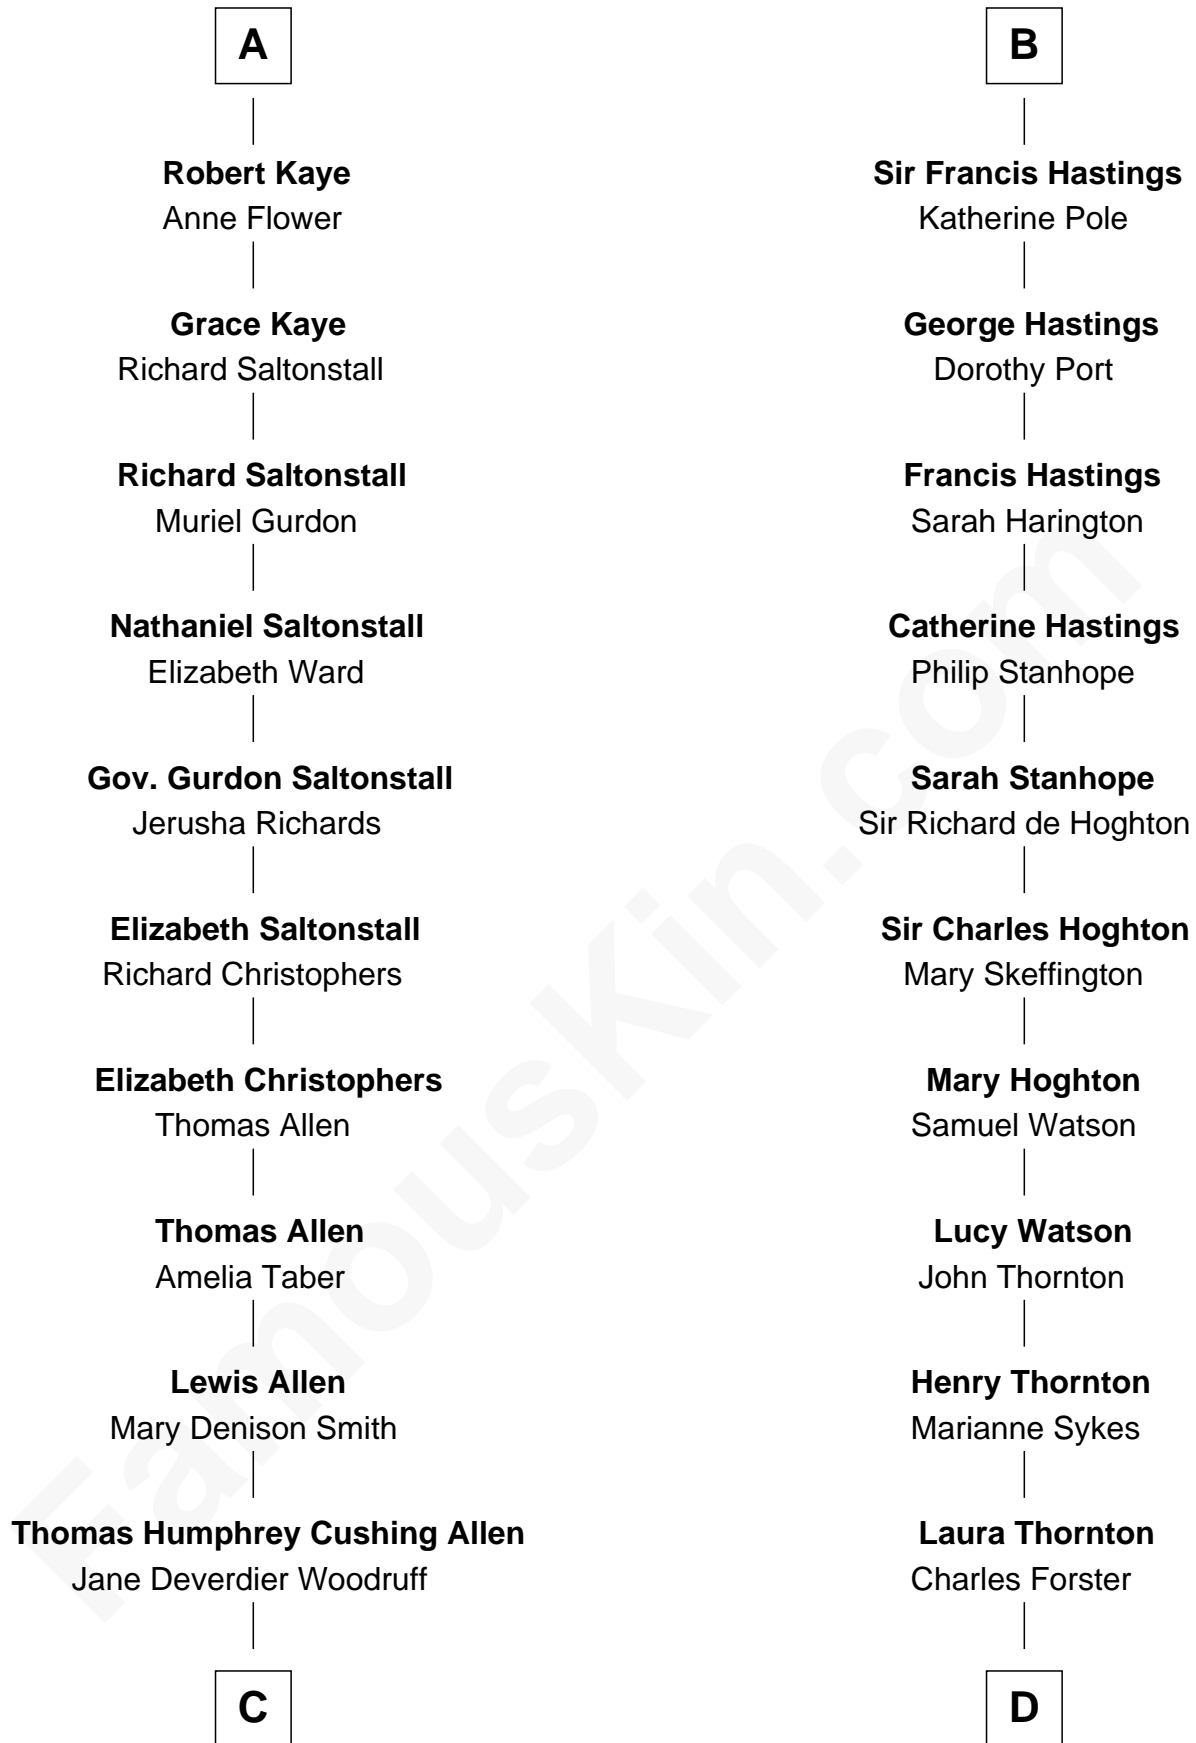 A
Robert Kaye
Anne Flower
Grace Kaye
Richard Saltonstall
Richard Saltonstall
Muriel Gurdon
Nathaniel Saltonstall
Elizabeth Ward
Gov. Gurdon Saltonstall
Jerusha Richards
Elizabeth Saltonstall
Richard Christophers
Elizabeth Christophers
Thomas Allen
Thomas Allen
Amelia Taber
Lewis Allen
Mary Denison Smith
Thomas Humphrey Cushing Allen
Jane Deverdier Woodruff
C
B
Sir Francis Hastings
Katherine Pole
George Hastings
Dorothy Port
Francis Hastings
Sarah Harington
Catherine Hastings
Philip Stanhope
Sarah Stanhope
Sir Richard de Hoghton
Sir Charles Hoghton
Mary Skeffington
Mary Hoghton
Samuel Watson
Lucy Watson
John Thornton
Henry Thornton
Marianne Sykes
Laura Thornton
Charles Forster
D
FamousKin.com